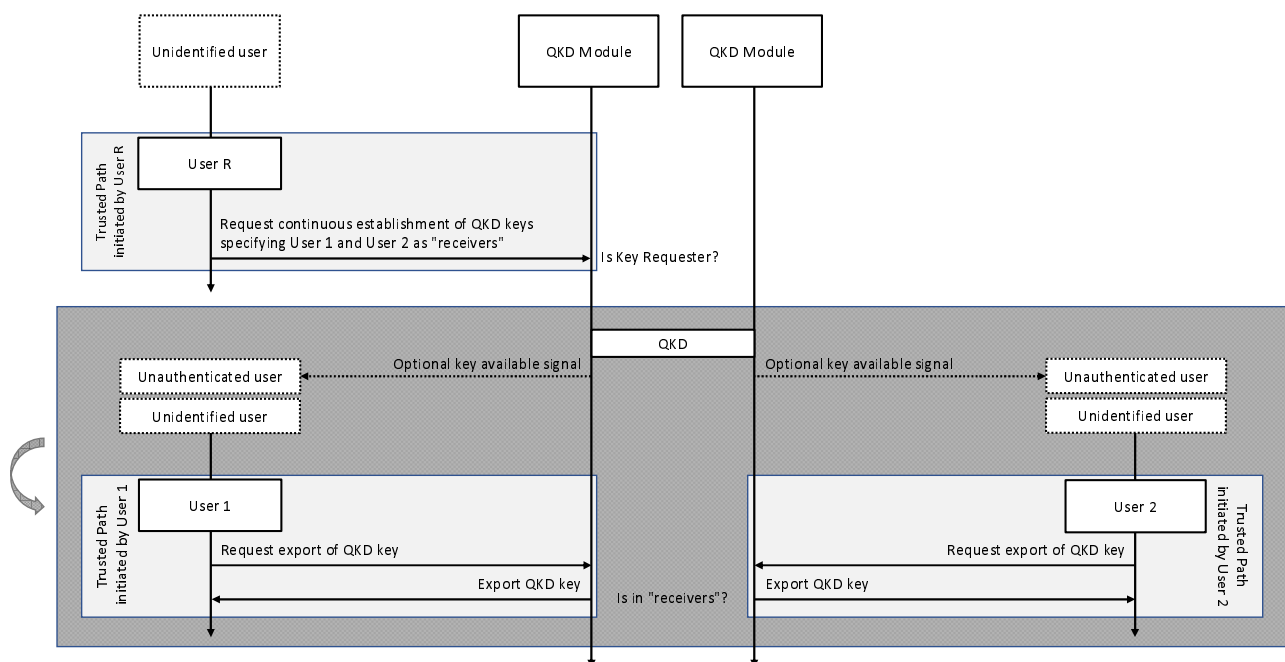 Unidentified user
QKD Module
QKD Module
Trusted Path
initiated by User R
User R
Request continuous establishment of QKD keys
specifying User 1 and User 2 as "receivers"
Is Key Requester?
QKD
Optional key available signal
Optional key available signal
Unauthenticated user
Unauthenticated user
Unidentified user
Unidentified user
Trusted Path
initiated by User 1
User 1
User 2
Trusted Path
initiated by User 2
Request export of QKD key
Request export of QKD key
Export QKD key
Is in "receivers"?
Export QKD key